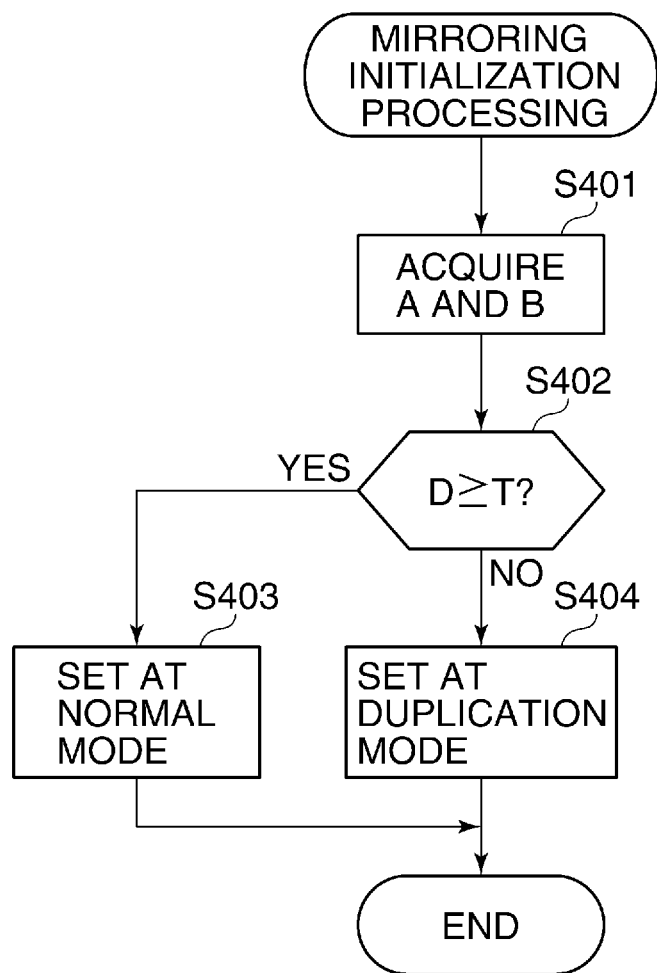 MIRRORING
INITIALIZATION
PROCESSING
S401
ACQUIRE
A AND B
S402
D≧T?
YES
NO
S403
SET AT
NORMAL
MODE
S404
SET AT
DUPLICATION
MODE
END